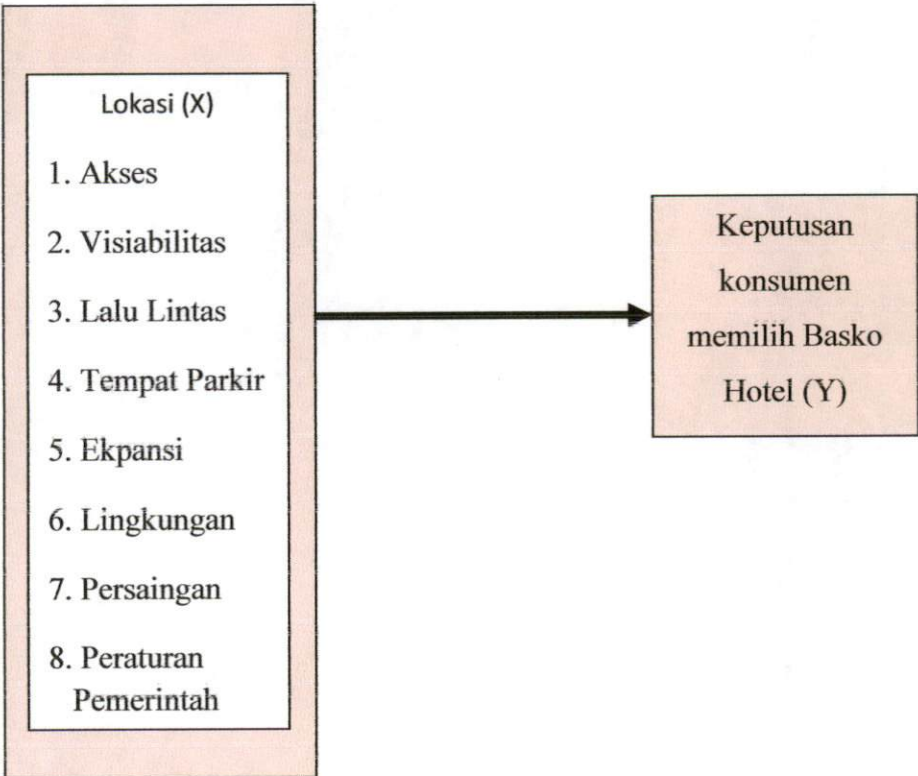 Lokasi (X)
1. Akses
2. Visiabilitas
3. Lalu Lintas
4. Tempat Parkir
5. Ekpansi
6. Lingkungan
7. Persaingan
8. Peraturan
Pemerintah
Keputusan
konsumen
memilih Basko
Hotel (Y)